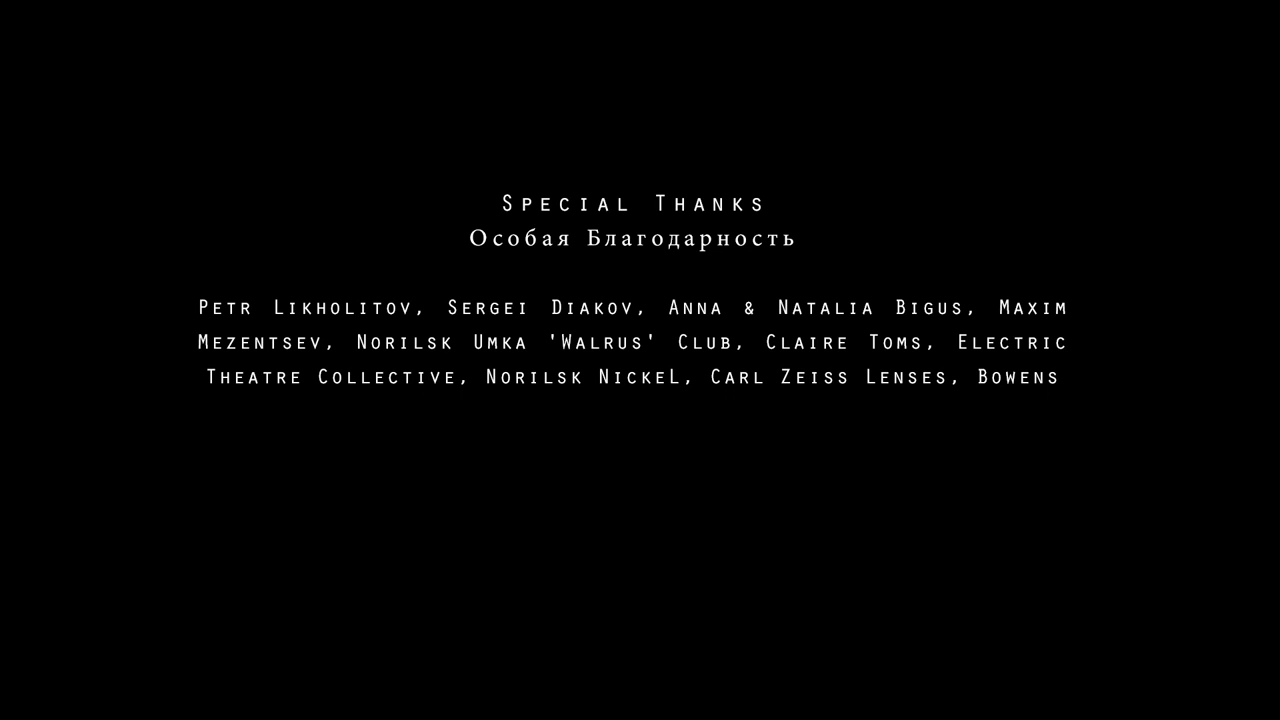 Special Thanks
Особая Благодарность
Petr Likholitov, Sergei Diakov, Anna & Natalia Bigus, Maxim
Mezentsev, Norilsk Umka 'Walrus' Club, Claire Toms, Electric
Theatre Collective, Norilsk NickeL, Carl Zeiss Lenses, Bowens